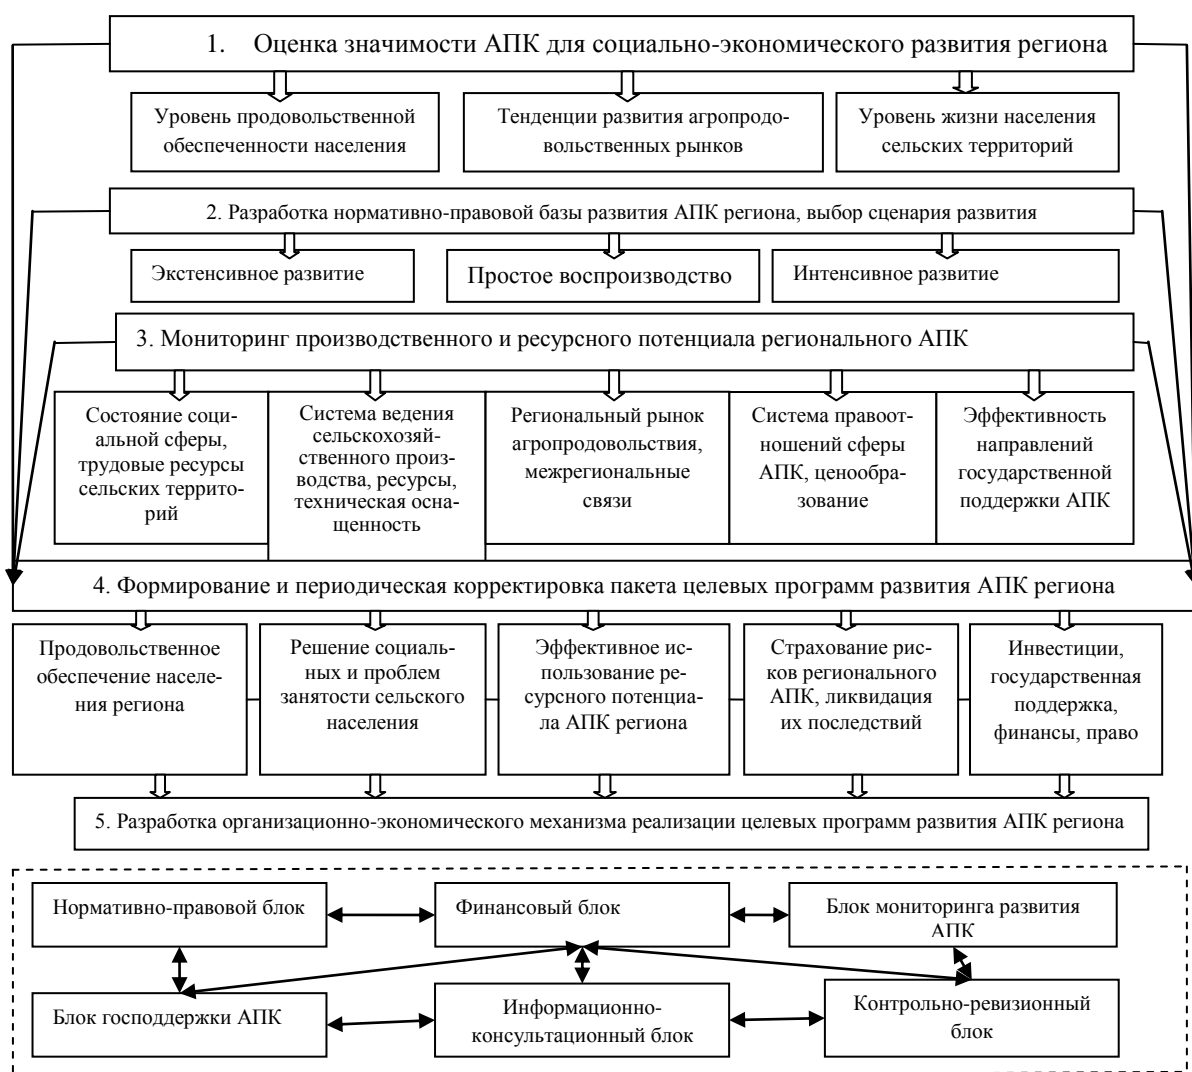 1. Оценка значимости АПК для социально-экономического развития региона
Уровень продовольственной
обеспеченности населения
Тенденции развития агропродо-
вольственных рынков
Уровень жизни населения
сельских территорий
2. Разработка нормативно-правовой базы развития АПК региона, выбор сценария развития
Экстенсивное развитие
Простое воспроизводство
Интенсивное развитие
3. Мониторинг производственного и ресурсного потенциала регионального АПК
Состояние соци-
альной сферы,
трудовые ресурсы
сельских террито-
рий
Система ведения
сельскохозяй-
ственного произ-
водства, ресурсы,
техническая осна-
щенность
Региональный рынок
агропродовольствия,
межрегиональные
связи
Система правоот-
ношений сферы
АПК, ценообра-
зование
Эффективность
направлений
государственной
поддержки АПК
4. Формирование и периодическая корректировка пакета целевых программ развития АПК региона
Продовольственное
обеспечение населе-
ния региона
Решение социаль-
ных и проблем
занятости сельского
населения
Эффективное ис-
пользование ре-
сурсного потенциа-
ла АПК региона
Страхование рис-
ков регионального
АПК, ликвидация
их последствий
Инвестиции,
государственная
поддержка,
финансы, право
5. Разработка организационно-экономического механизма реализации целевых программ развития АПК региона
Нормативно-правовой блок
Финансовый блок
Блок мониторинга развития
АПК
Блок господдержки АПК
Информационно-
консультационный блок
Контрольно-ревизионный
блок